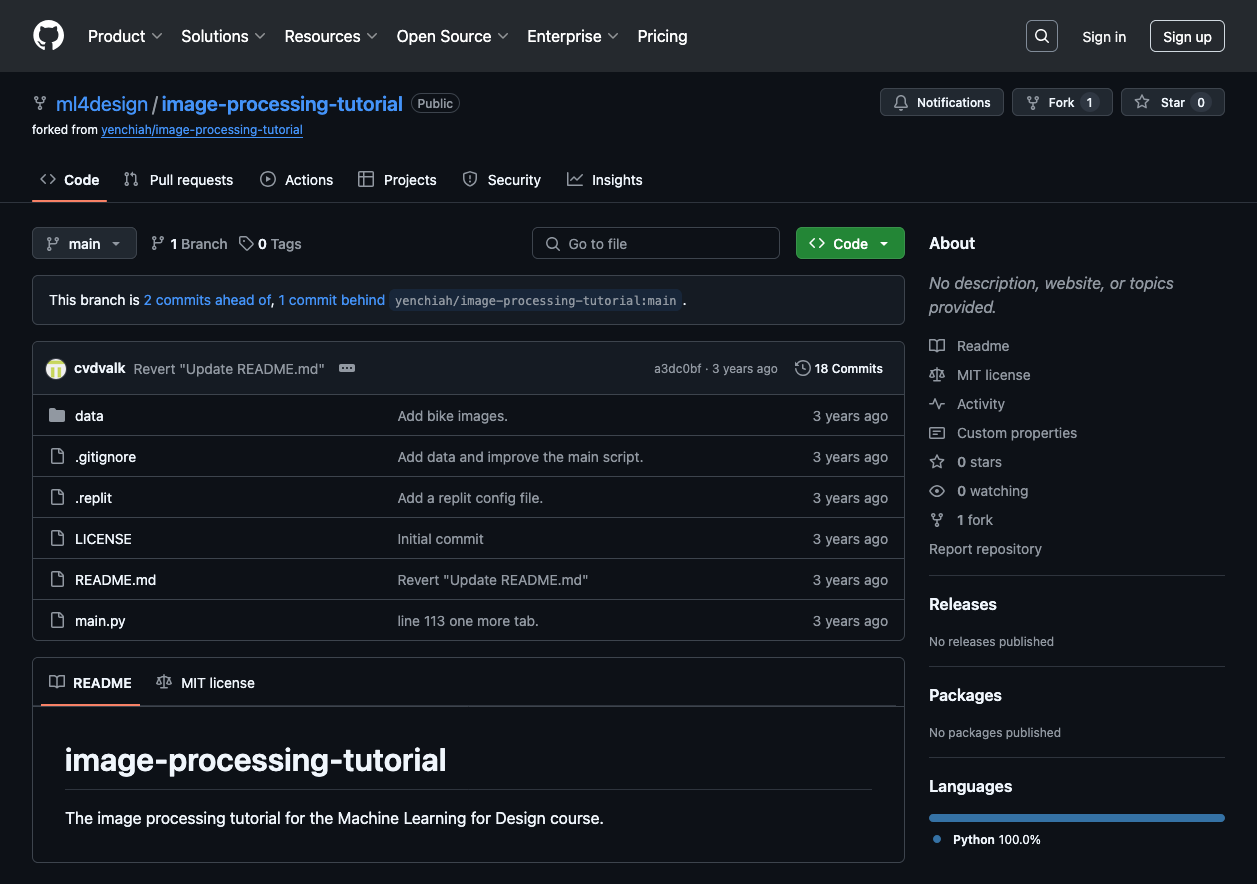 Product Solutions Resources Open Source Enterprise Pricing Sign in Sign up
ml4design / image-processing-tutorial Public
Notifications Fork 1 Star 0
forked from yenchiah/image-processing-tutorial
Code Pull requests Actions Projects Security Insights
main 1 Branch 0 Tags Go to file Code
This branch is 2 commits ahead of, 1 commit behind yenchiah/image-processing-tutorial:main .
cvdvalk Revert "Update README.md" a3dc0bf · 3 years ago 18 Commits
data Add bike images. 3 years ago
.gitignore Add data and improve the main script. 3 years ago
.replit Add a replit config file. 3 years ago
LICENSE Initial commit 3 years ago
README.md Revert "Update README.md" 3 years ago
main.py line 113 one more tab. 3 years ago
README MIT license
image-processing-tutorial
The image processing tutorial for the Machine Learning for Design course.
About
No description, website, or topics
provided.
Readme
MIT license
Activity
Custom properties
0 stars
0 watching
1 fork
Report repository
Releases
No releases published
Packages
No packages published
Languages
Python 100.0%